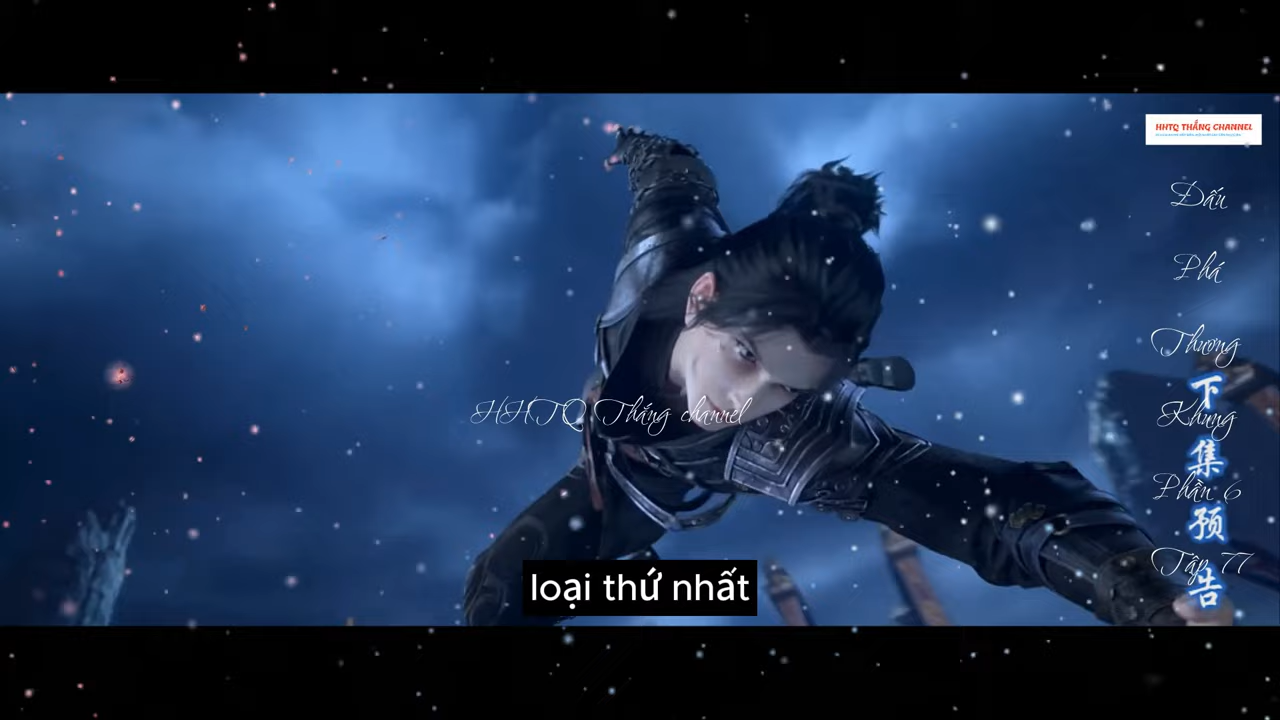 HHTQ THẮNG CHANNEL
Dấu
Phá
Thương
Khung
Phần 6
Tập 77
下集预告
HHTQ Thắng channel
loại thứ nhất